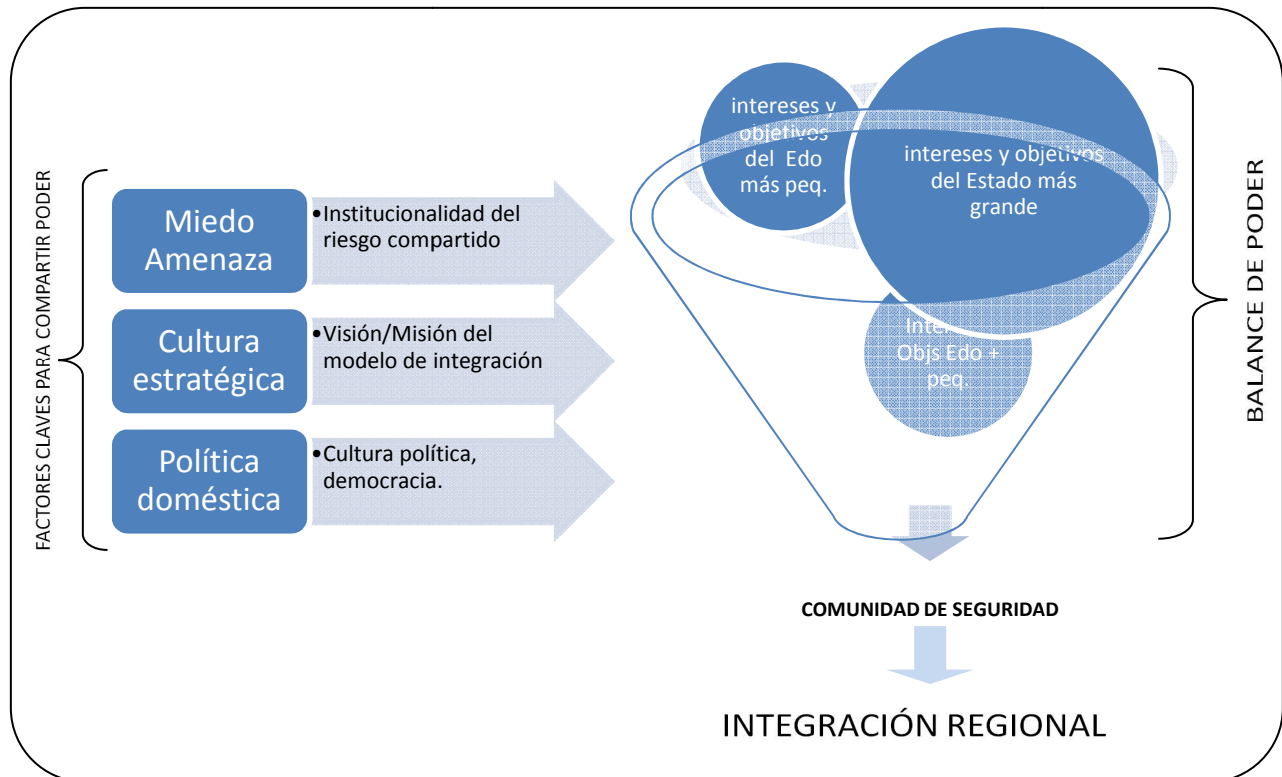 FACTORES CLAVES PARA COMPARTIR PODER
Miedo
Amenaza
•Institucionalidad del
riesgo compartido
Cultura
estratégica
•Visión/Misión del
modelo de integración
Política
doméstica
•Cultura política,
democracia.
intereses y
objetivos
del Edo
más peq.
intereses y objetivos
del Estado más
grande
Objs Edo +
peq.
BALANCE DE PODER
COMUNIDAD DE SEGURIDAD
INTEGRACIÓN REGIONAL